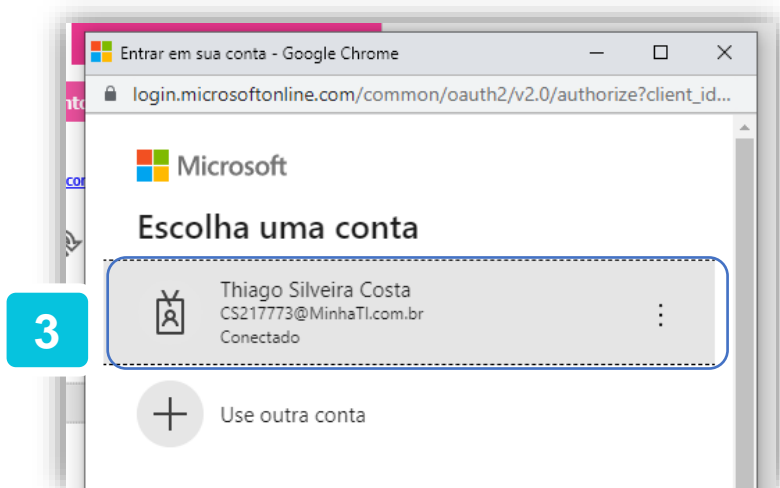 Entrar em sua conta - Google Chrome
login.microsoftonline.com/common/oauth2/v2.0/authorize?client_id...
Microsoft
Escolha uma conta
Thiago Silveira Costa
CS217773@MinhaTI.com.br
Conectado
3
Use outra conta